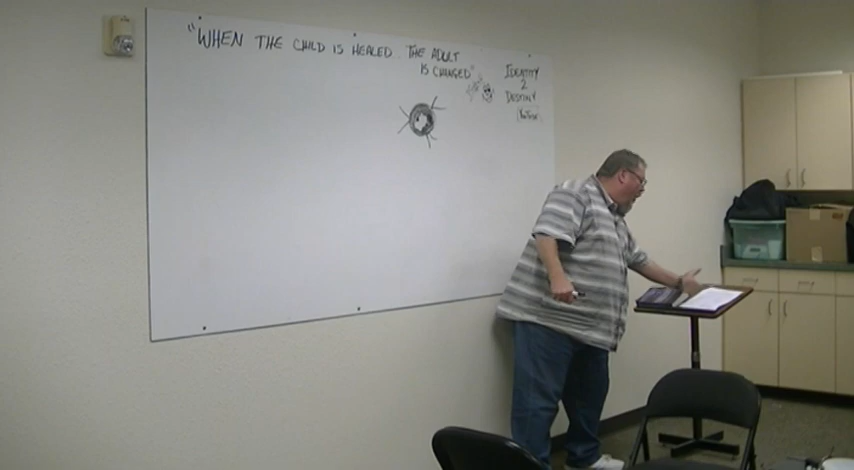 "WHEN THE CHILD IS HEALED.. THE ADULT
IS CHANGED"
IDENTITY
2
DESTINY